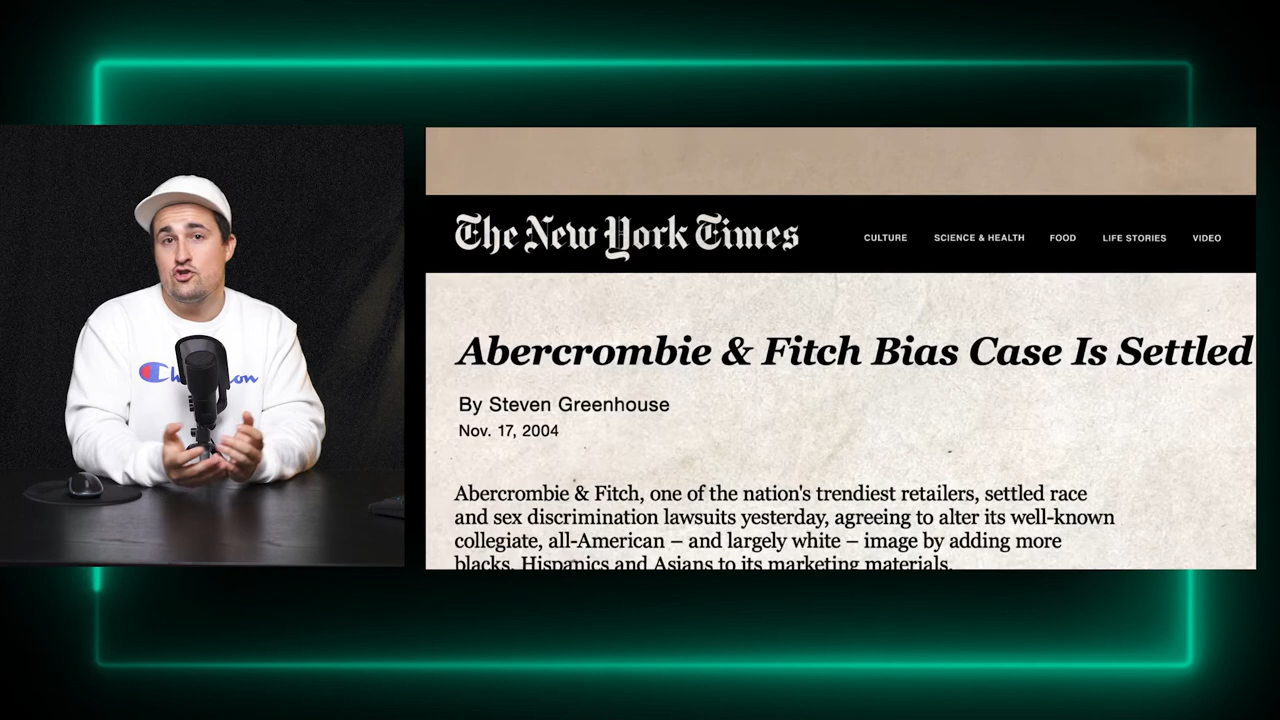 The New York Times
CULTURE SCIENCE & HEALTH FOOD LIFE STORIES VIDEO
Abercrombie & Fitch Bias Case Is Settled
By Steven Greenhouse
Nov. 17, 2004
Abercrombie & Fitch, one of the nation's trendiest retailers, settled race
and sex discrimination lawsuits yesterday, agreeing to alter its well-known
collegiate, all-American – and largely white – image by adding more
blacks, Hispanics and Asians to its marketing materials.